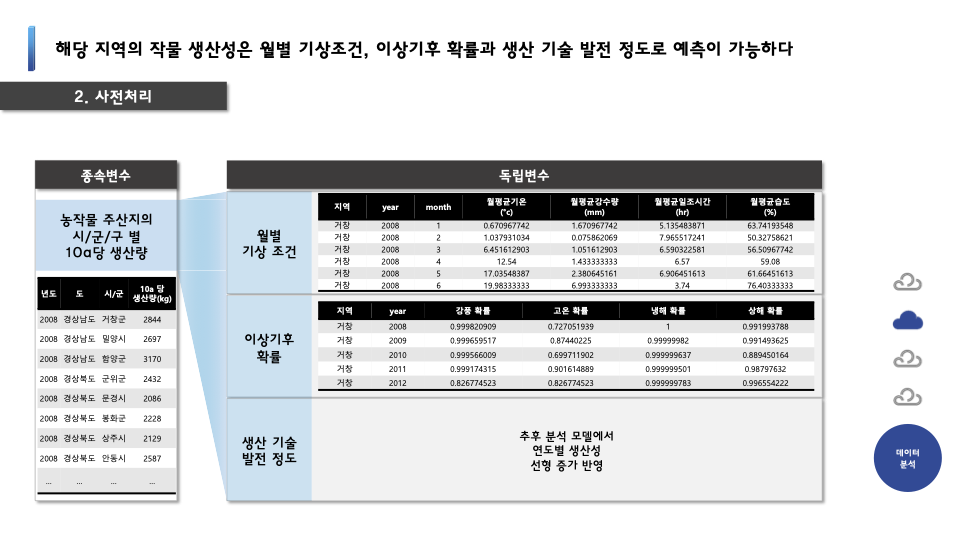 해당 지역의 작물 생산성은 월별 기상조건, 이상기후 확률과 생산 기술 발전 정도로 예측이 가능하다
2. 사전처리
종속변수
농작물 주산지의
시/군/구 별
10a당 생산량
년도 도 시/군 10a 당 생산량(kg)
2008 경상남도 거창군 2844
2008 경상남도 밀양시 2697
2008 경상남도 함양군 3170
2008 경상북도 군위군 2432
2008 경상북도 문경시 2086
2008 경상북도 봉화군 2228
2008 경상북도 상주시 2129
2008 경상북도 안동시 2587
... ... ... ...
독립변수
월별
기상 조건
지역 year month 월평균기온(°c) 월평균강수량(mm) 월평균일조시간(hr) 월평균습도(%)
거창 2008 1 0.670967742 1.670967742 5.135483871 63.74193548
거창 2008 2 1.037931034 0.075862069 7.965517241 50.32758621
거창 2008 3 6.451612903 1.051612903 6.590322581 56.50967742
거창 2008 4 12.54 1.433333333 6.57 59.08
거창 2008 5 17.03548387 2.380645161 6.906451613 61.66451613
거창 2008 6 19.98333333 6.993333333 3.74 76.40333333
이상기후
확률
지역 year 강풍 확률 고온 확률 냉해 확률 상해 확률
거창 2008 0.999820909 0.727051939 1 0.991993788
거창 2009 0.999659517 0.87440225 0.99999982 0.991493625
거창 2010 0.999566009 0.699711902 0.999999637 0.889450164
거창 2011 0.999174315 0.901614889 0.999999501 0.98797632
거창 2012 0.826774523 0.826774523 0.999999783 0.996554222
생산 기술
발전 정도
추후 분석 모델에서
연도별 생산성
선형 증가 반영
데이터
분석